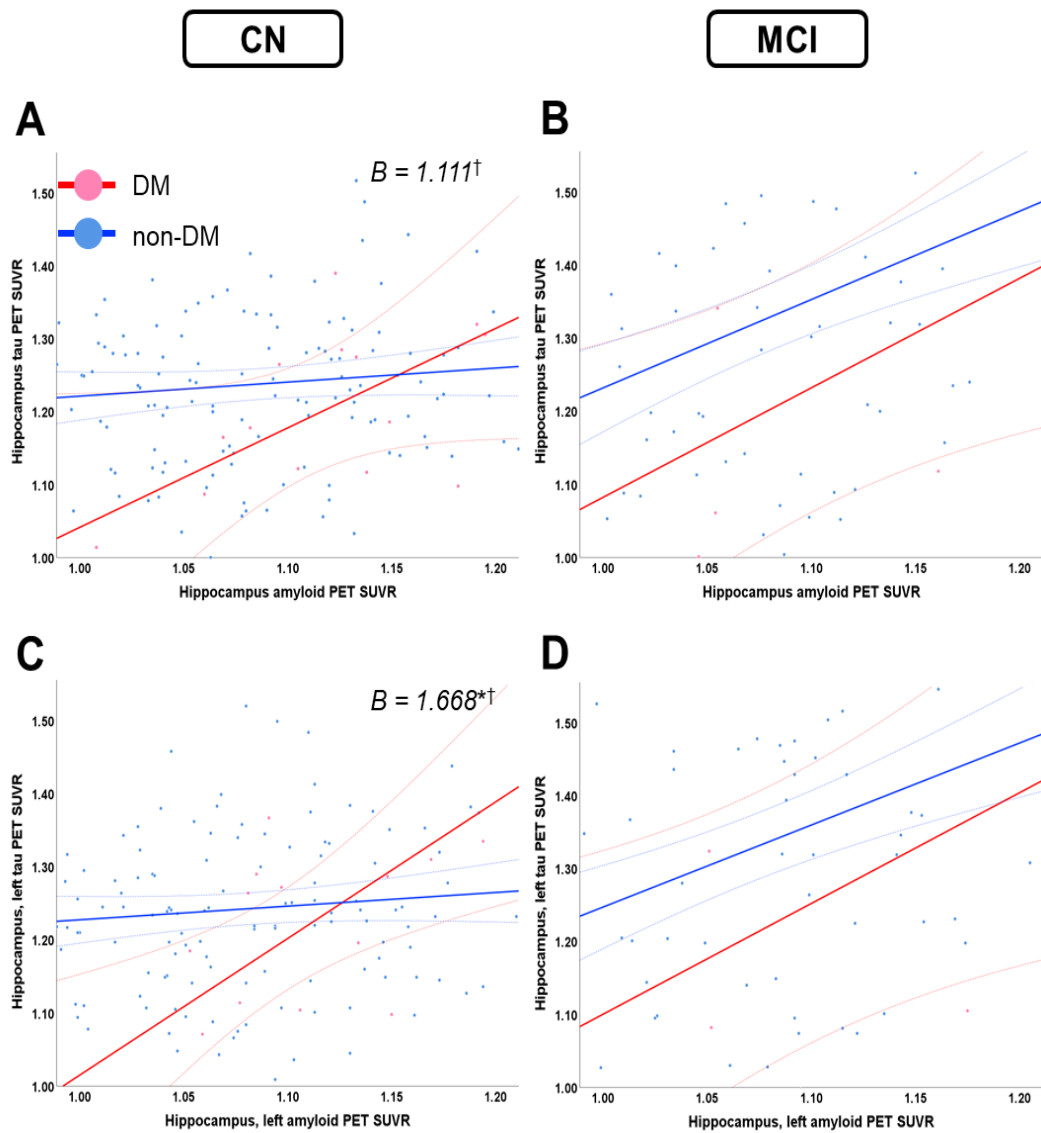 CN
MCI
A
B
B = 1.111†
DM
non-DM
Hippocampus tau PET SUVR
1.50
1.40
1.30
1.20
1.10
1.00
1.00 1.05 1.10 1.15 1.20
Hippocampus amyloid PET SUVR
Hippocampus tau PET SUVR
1.50
1.40
1.30
1.20
1.10
1.00
1.00 1.05 1.10 1.15 1.20
Hippocampus amyloid PET SUVR
C
D
B = 1.668*†
Hippocampus, left tau PET SUVR
1.50
1.40
1.30
1.20
1.10
1.00
1.00 1.05 1.10 1.15 1.20
Hippocampus, left amyloid PET SUVR
Hippocampus, left tau PET SUVR
1.50
1.40
1.30
1.20
1.10
1.00
1.00 1.05 1.10 1.15 1.20
Hippocampus, left amyloid PET SUVR